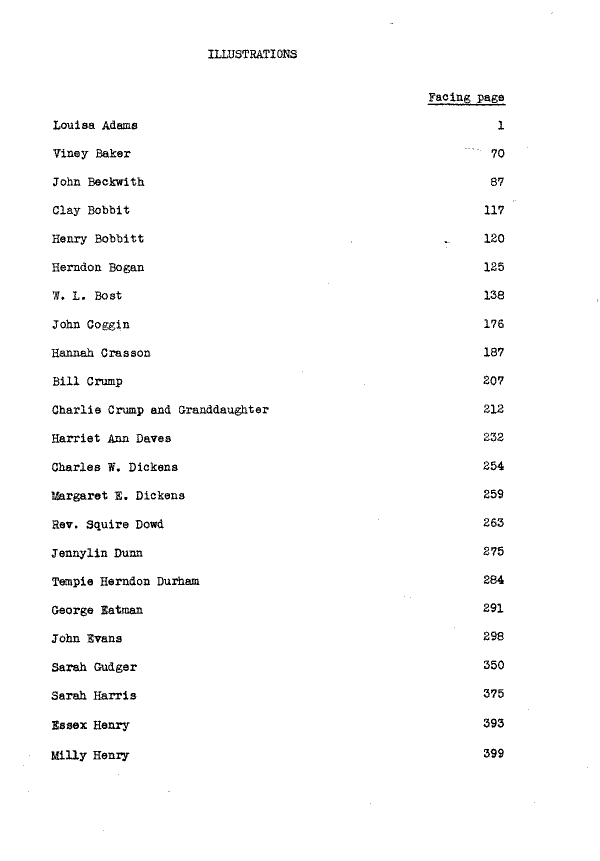 ILLUSTRATIONS
Facing page
Louisa Adams 1
Viney Baker 70
John Beckwith 87
Clay Bobbit 117
Henry Bobbitt 120
Herndon Bogan 125
W. L. Bost 138
John Coggin 176
Hannah Crasson 187
Bill Crump 207
Charlie Crump and Granddaughter 212
Harriet Ann Daves 232
Charles W. Dickens 254
Margaret E. Dickens 259
Rev. Squire Dowd 263
Jennylin Dunn 275
Tempie Herndon Durham 284
George Eatman 291
John Evans 298
Sarah Gudger 350
Sarah Harris 375
Essex Henry 393
Milly Henry 399